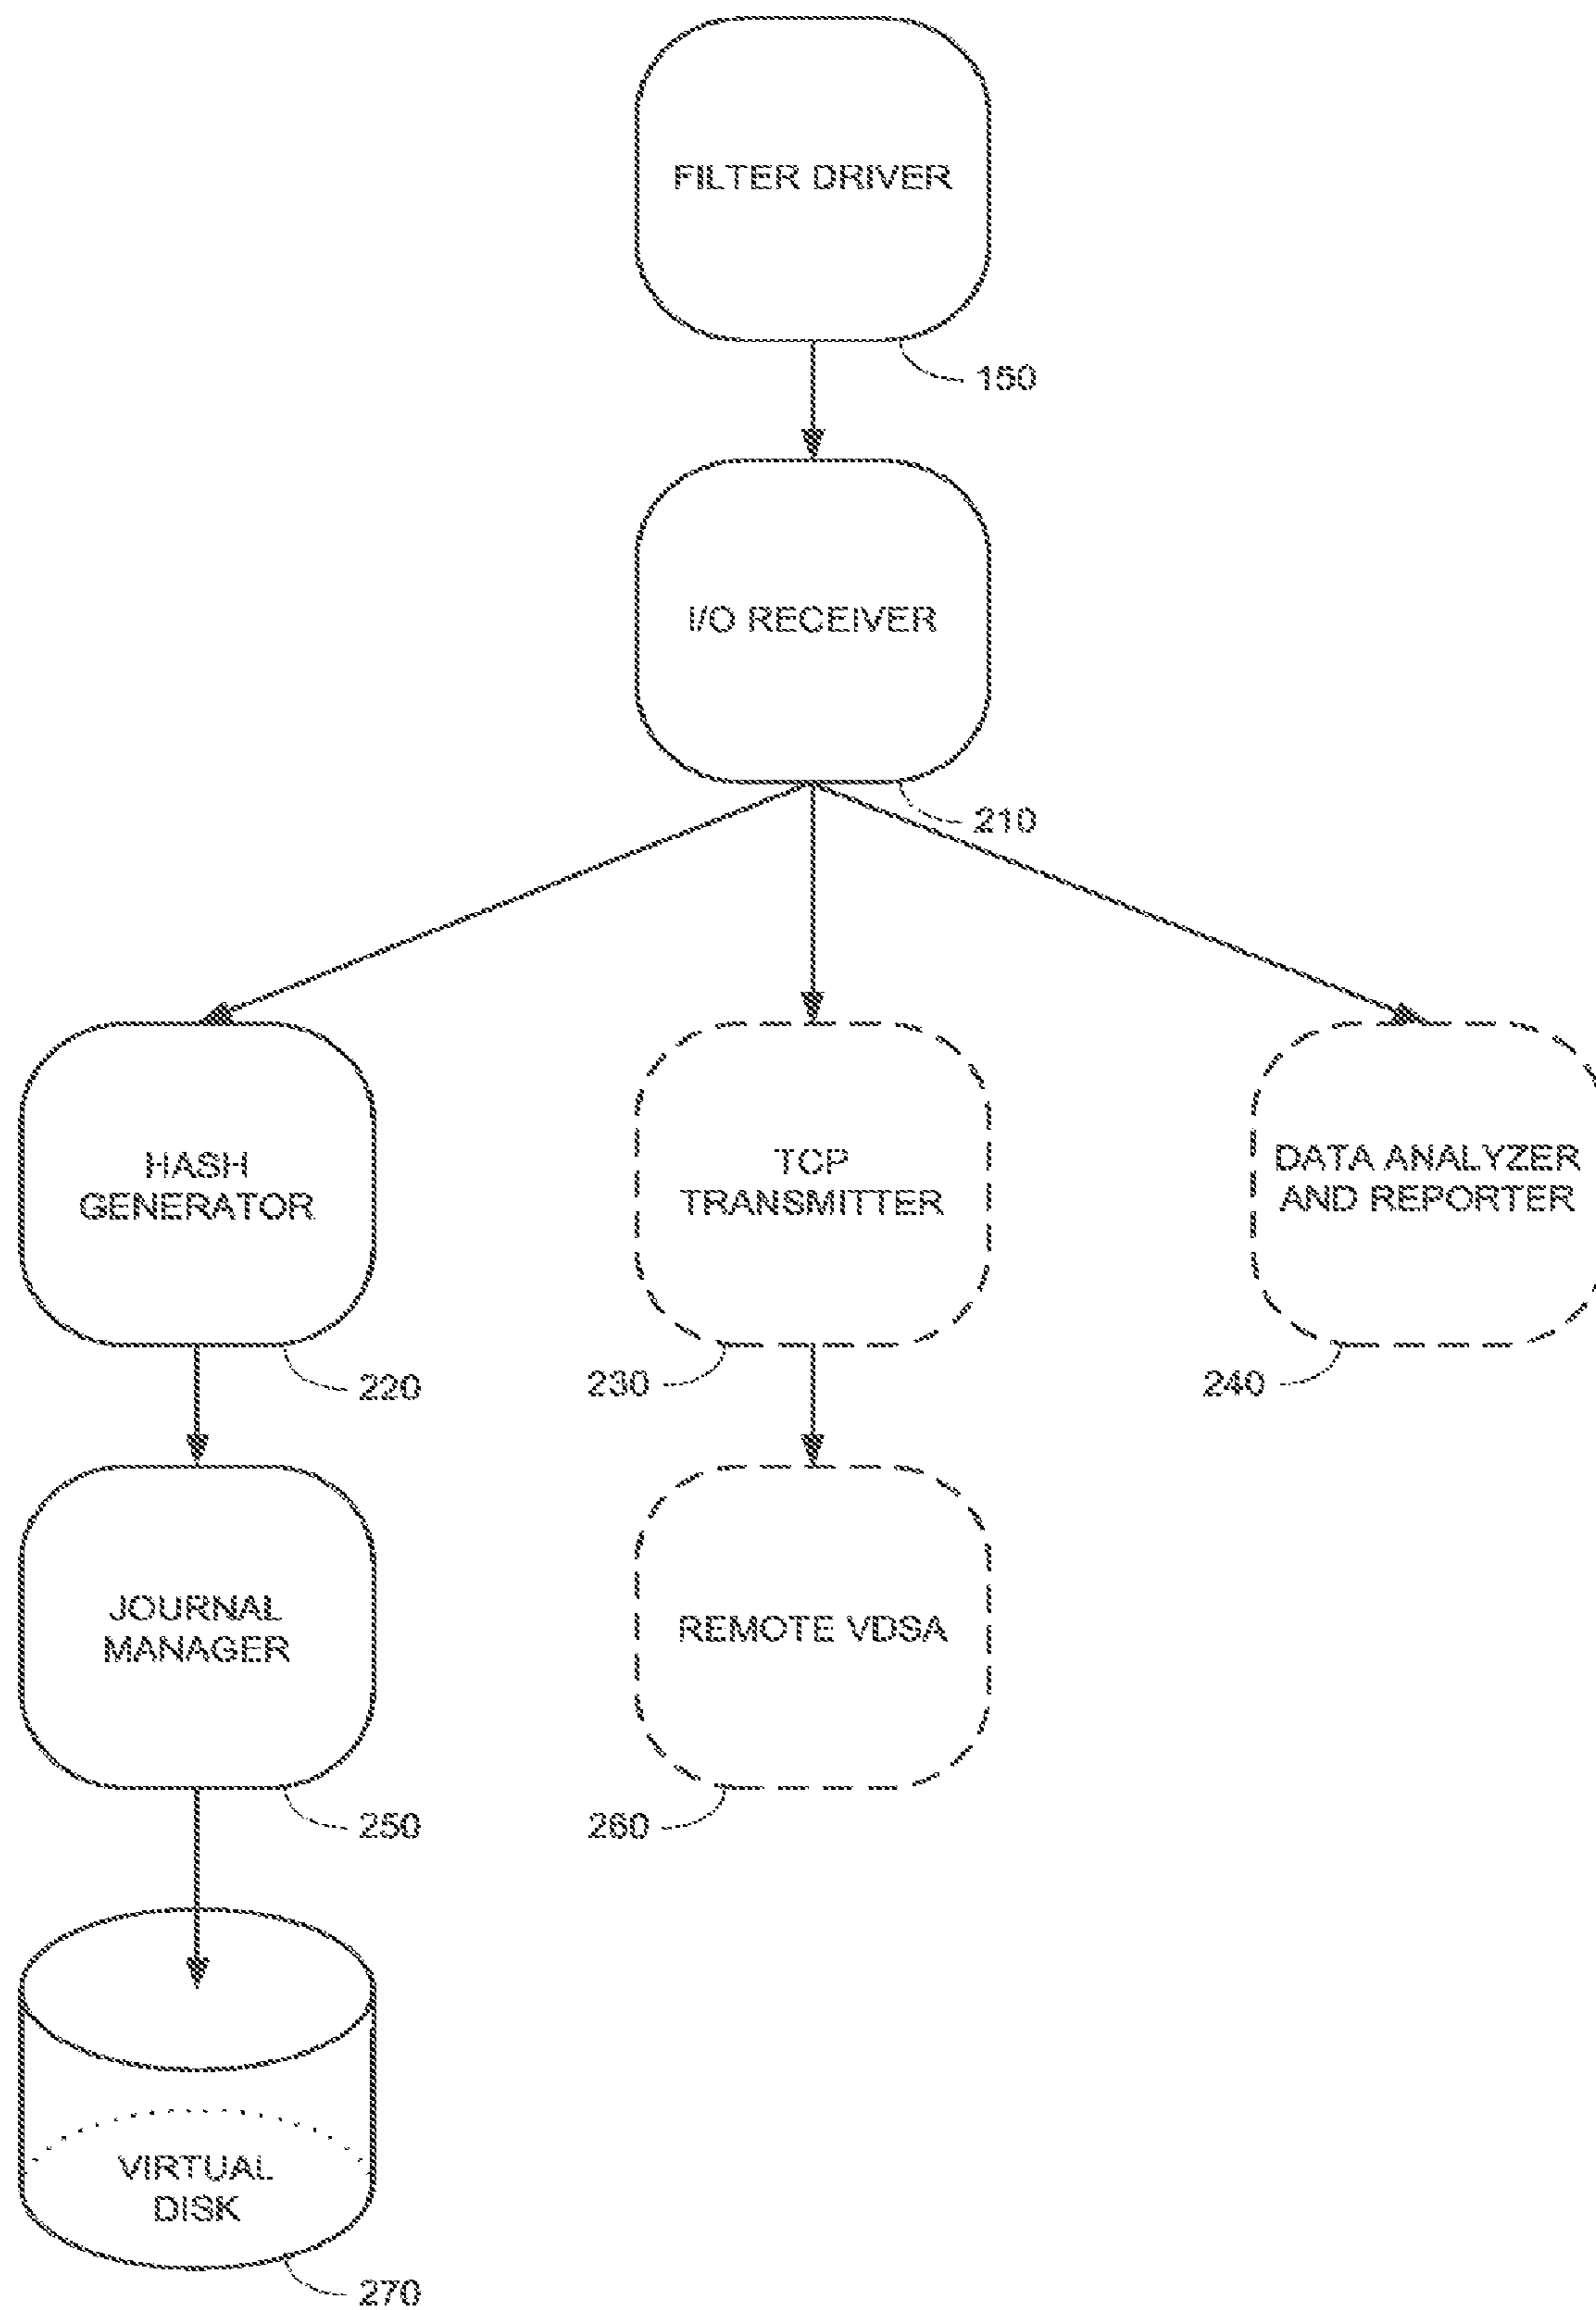 FILTER DRIVER
150
I/O RECEIVER
210
HASH
GENERATOR
220
TCP
TRANSMITTER
230
DATA ANALYZER
AND REPORTER
240
JOURNAL
MANAGER
250
REMOTE VDSA
260
VIRTUAL
DISK
270